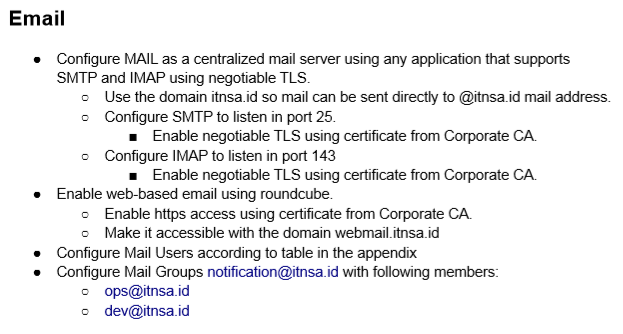 Email
● Configure MAIL as a centralized mail server using any application that supports
SMTP and IMAP using negotiable TLS.
○ Use the domain itnsa.id so mail can be sent directly to @itnsa.id mail address.
○ Configure SMTP to listen in port 25.
■ Enable negotiable TLS using certificate from Corporate CA.
○ Configure IMAP to listen in port 143
■ Enable negotiable TLS using certificate from Corporate CA.
● Enable web-based email using roundcube.
○ Enable https access using certificate from Corporate CA.
○ Make it accessible with the domain webmail.itnsa.id
● Configure Mail Users according to table in the appendix
● Configure Mail Groups notification@itnsa.id with following members:
○ ops@itnsa.id
○ dev@itnsa.id